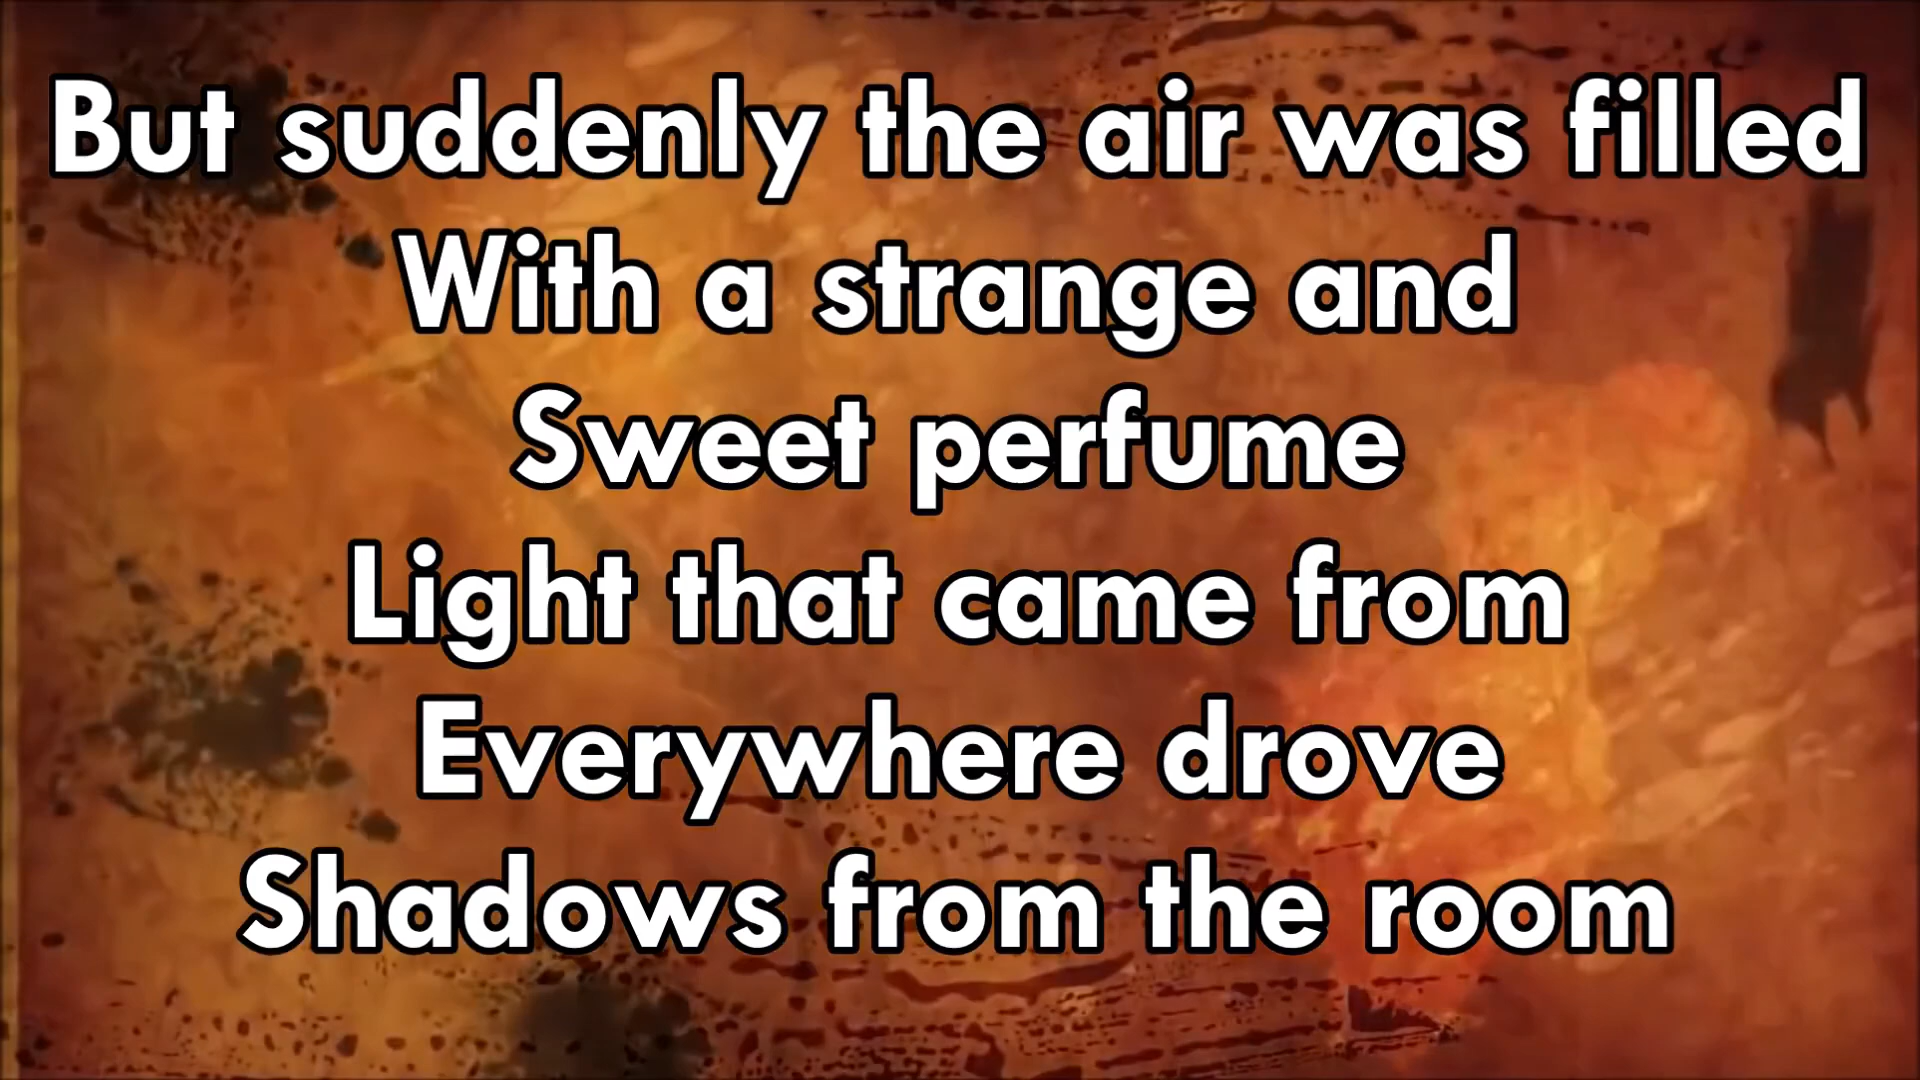 But suddenly the air was filled
With a strange and
Sweet perfume
Light that came from
Everywhere drove
Shadows from the room